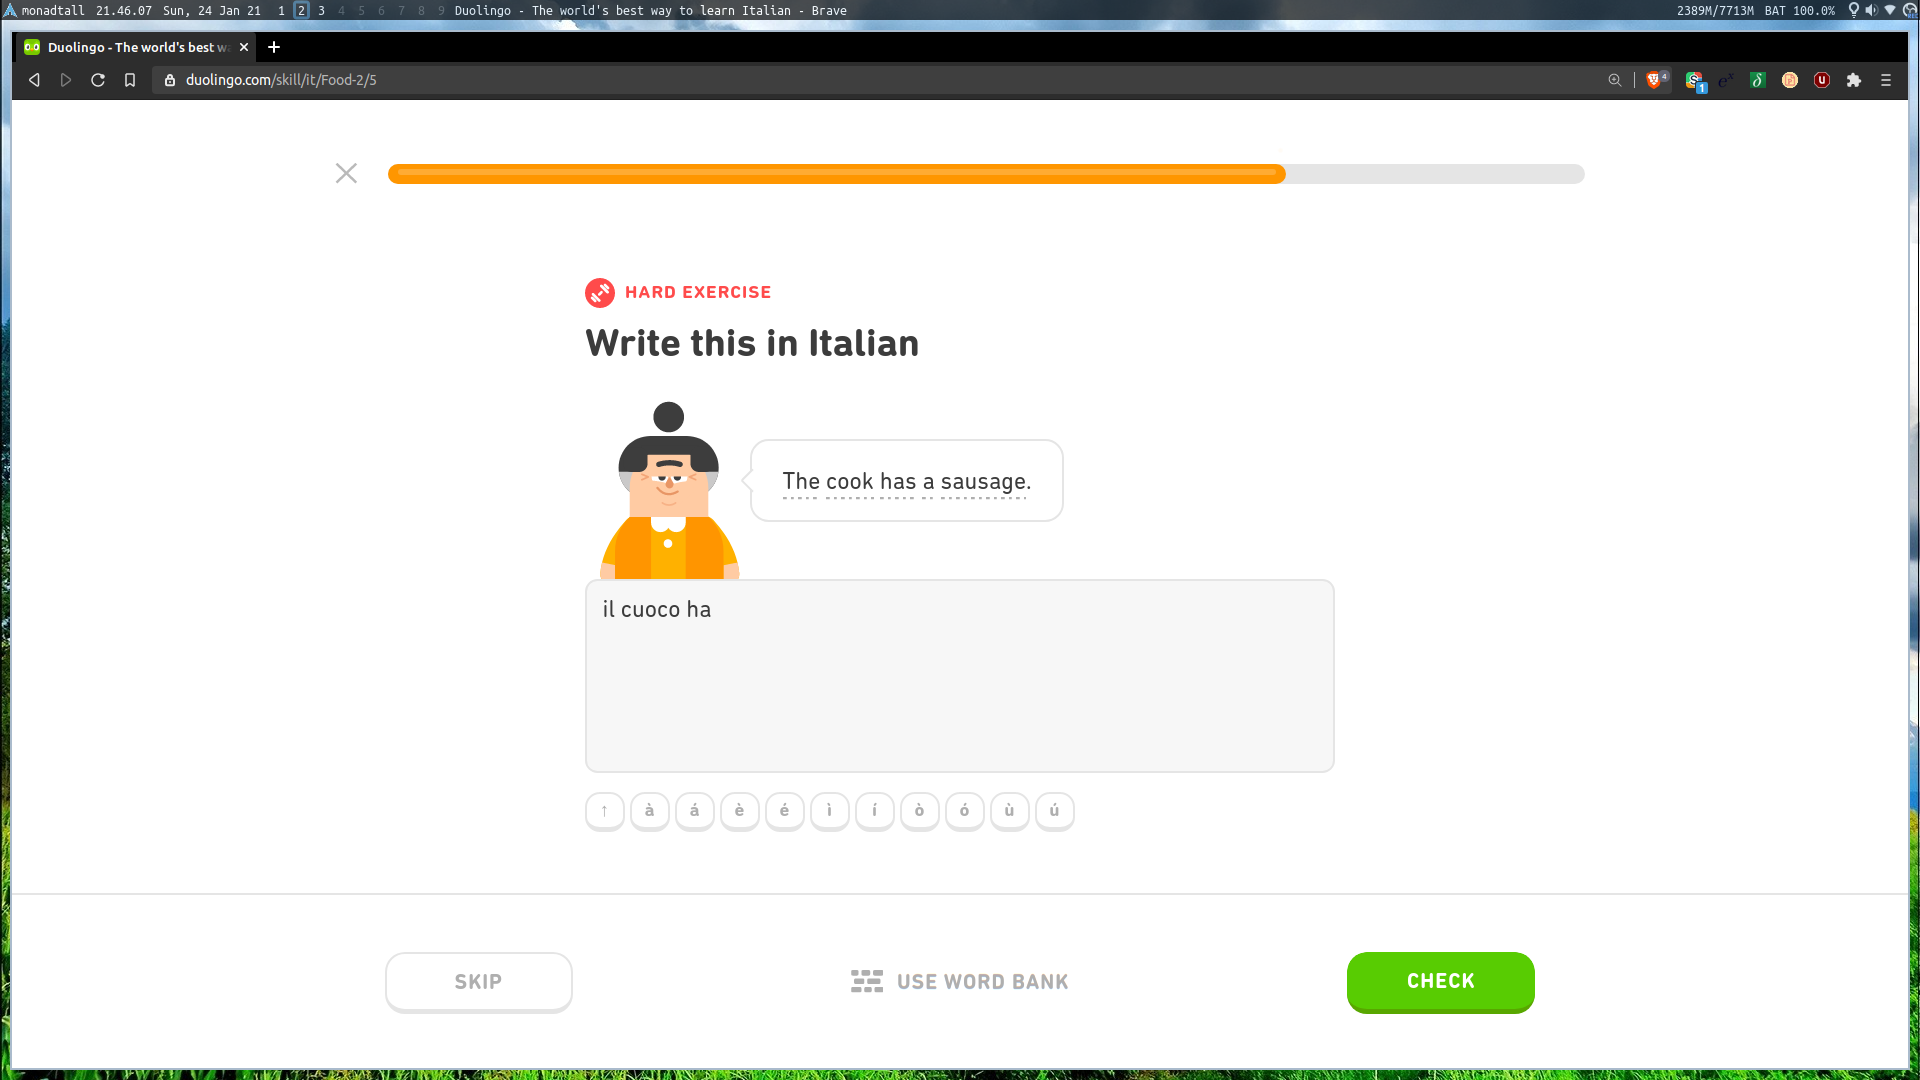 monadtall 21.46.07 Sun, 24 Jan 21 1 2 3 4 5 6 7 8 9 Duolingo - The world's best way to learn Italian - Brave 2389M/7713M BAT 100.0%
Duolingo - The world's best w
duolingo.com/skill/it/Food-2/5
4
1
HARD EXERCISE
Write this in Italian
The cook has a sausage.
il cuoco ha
↑ à á è é ì í ò ó ù ú
SKIP USE WORD BANK CHECK